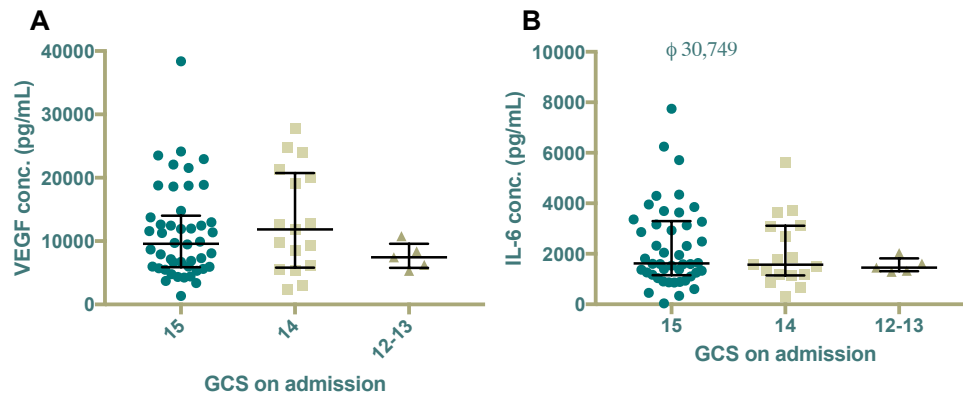 A
VEGF conc. (pg/mL)
40000
30000
20000
10000
0
15
14
12-13
GCS on admission
B
ϕ 30,749
IL-6 conc. (pg/mL)
10000
8000
6000
4000
2000
0
15
14
12-13
GCS on admission